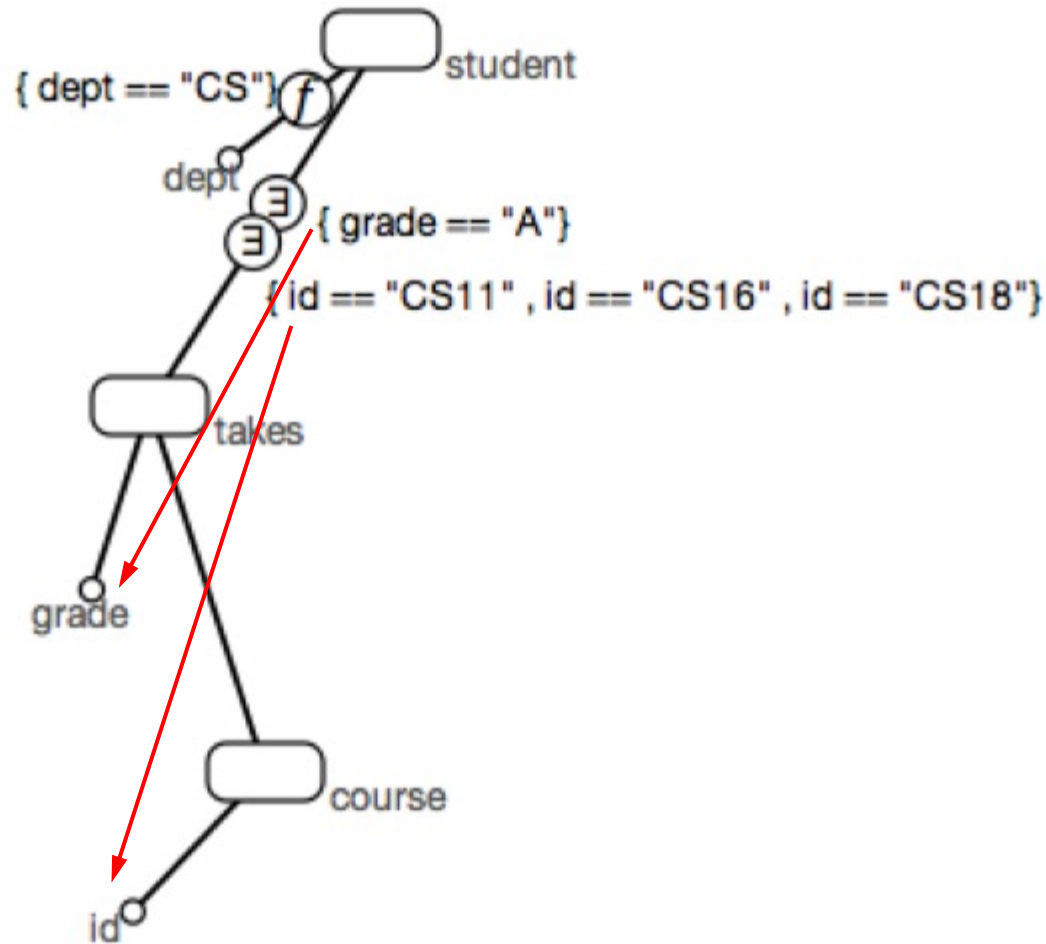 student
{ dept == "CS"}
f
dept
∃
{ grade == "A"}
∃
{ id == "CS11" , id == "CS16" , id == "CS18"}
takes
grade
course
id